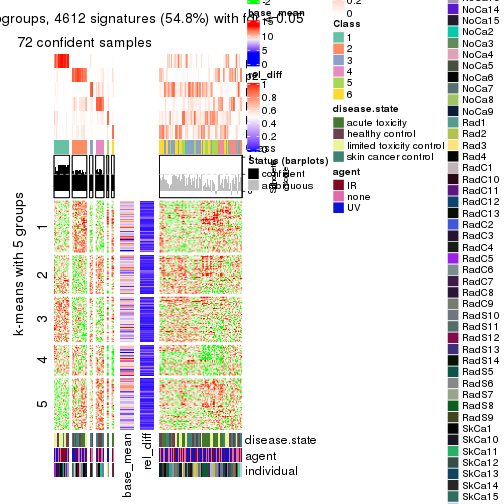 groups, 4612 signatures (54.8%) with
72 confident samples
k-means with 5 groups
1
2
3
4
5
base_mean
rel_diff
disease.state
agent
individual
-2
base_mean
15
10
5
0
rel_diff
1
0.8
0.6
0.4
0.2
0
Status (barplots)
confident
ambiguous
0.2
0
Class
1
2
3
4
5
6
disease.state
acute toxicity
healthy control
limited toxicity control
skin cancer control
agent
IR
none
UV
NoCa14
NoCa15
NoCa2
NoCa3
NoCa4
NoCa5
NoCa6
NoCa7
NoCa8
NoCa9
Rad1
Rad2
Rad3
Rad4
RadC1
RadC10
RadC11
RadC12
RadC13
RadC2
RadC3
RadC4
RadC5
RadC6
RadC7
RadC8
RadC9
RadS10
RadS11
RadS12
RadS13
RadS14
RadS5
RadS6
RadS7
RadS8
RadS9
SkCa1
SkCa10
SkCa11
SkCa12
SkCa13
SkCa14
SkCa15